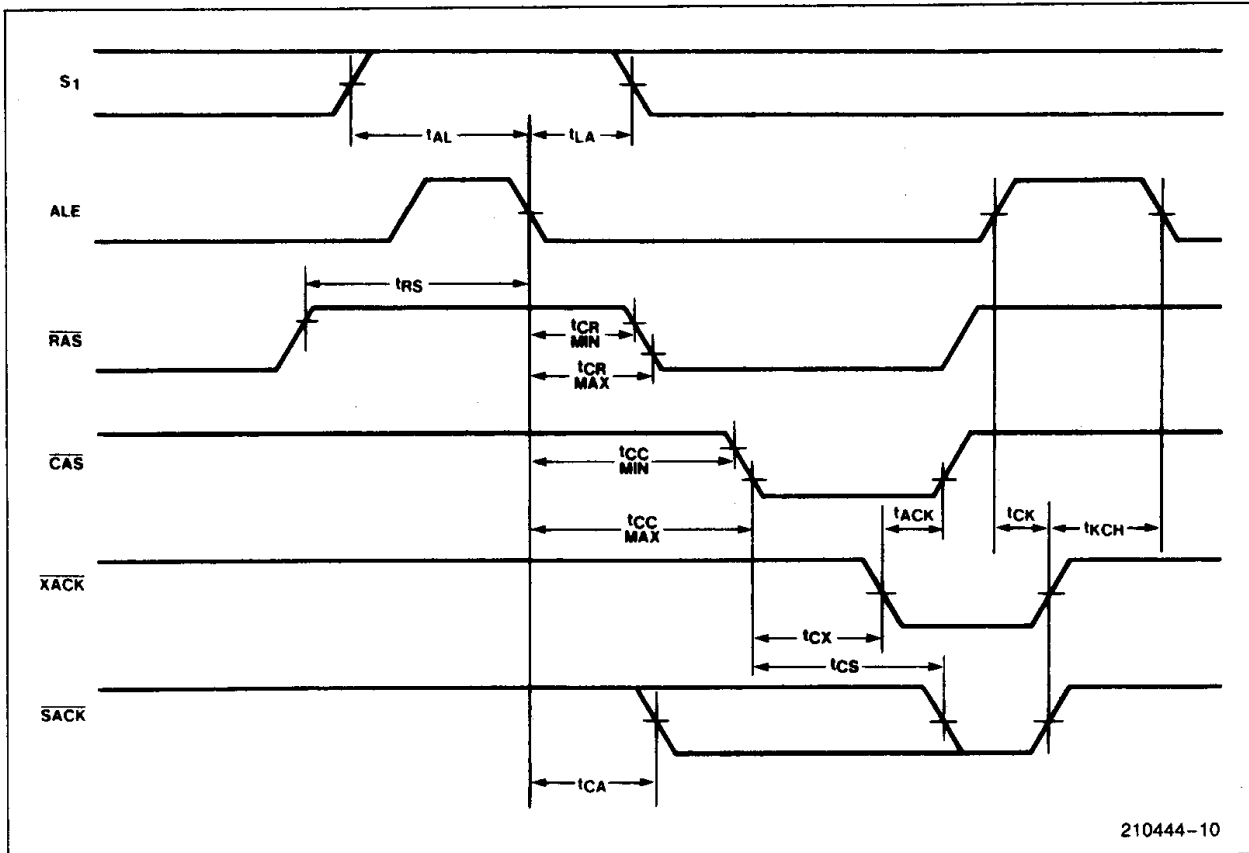 S1
tAL
tLA
ALE
tRS
RAS
tCR
MIN
tCR
MAX
CAS
tCC
MIN
tCC
MAX
tACK
tCK
tKCH
XACK
tCX
tCS
SACK
tCA
210444-10